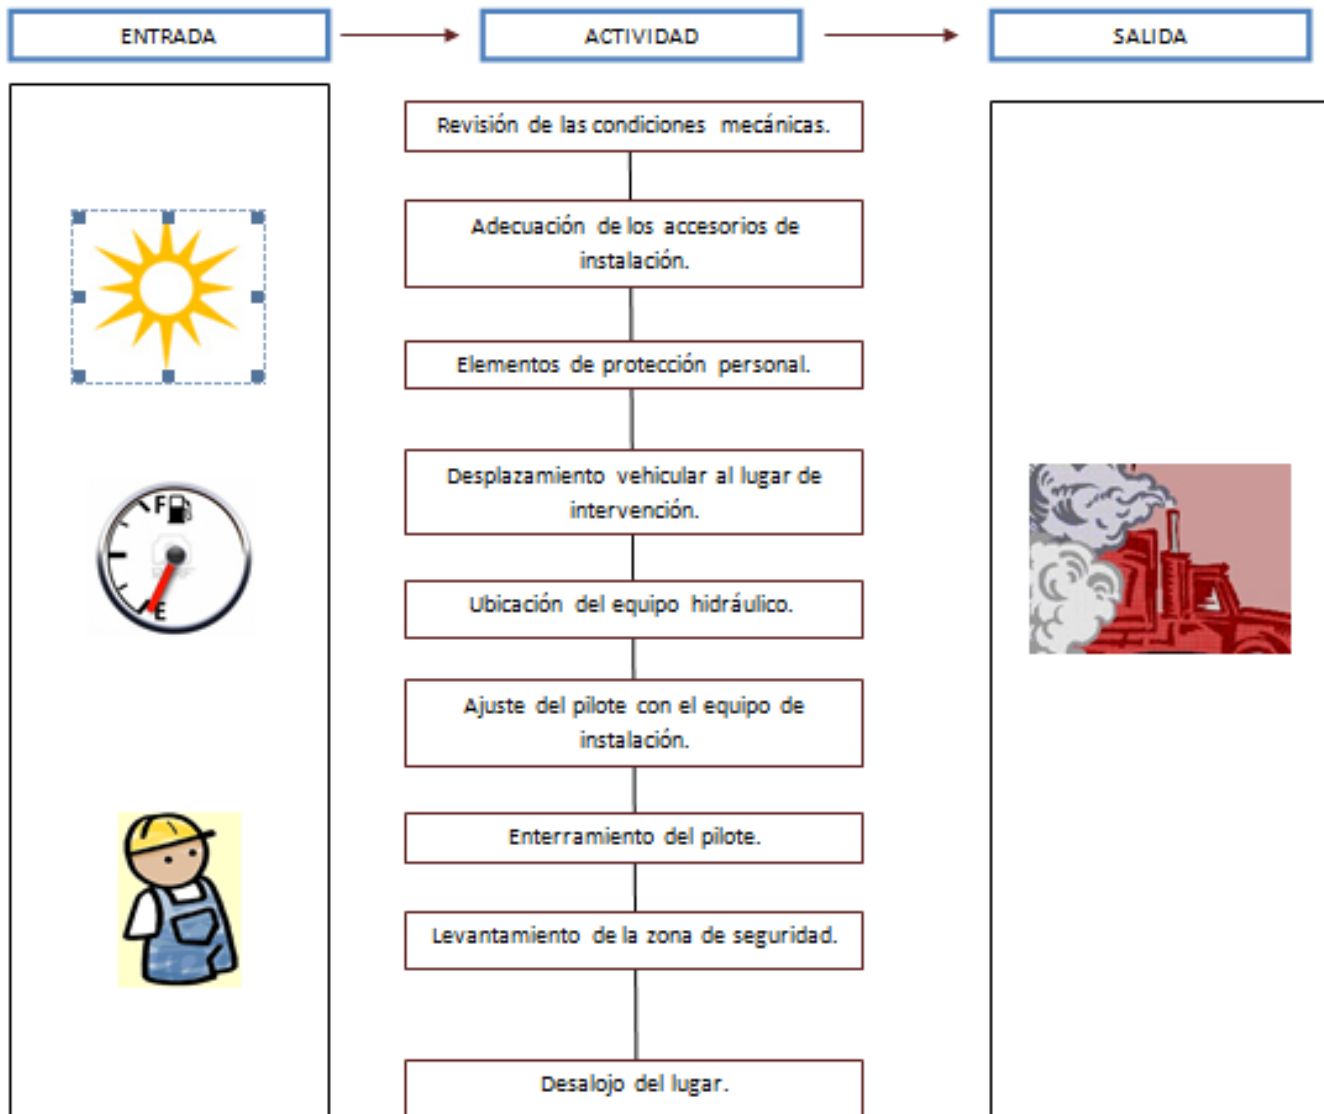 ENTRADA
ACTIVIDAD
SALIDA
Revisión de las condiciones mecánicas.
Adecuación de los accesorios de
instalación.
Elementos de protección personal.
Desplazamiento vehicular al lugar de
intervención.
Ubicación del equipo hidráulico.
Ajuste del pilote con el equipo de
instalación.
Enterramiento del pilote.
Levantamiento de la zona de seguridad.
Desalojo del lugar.
F
E